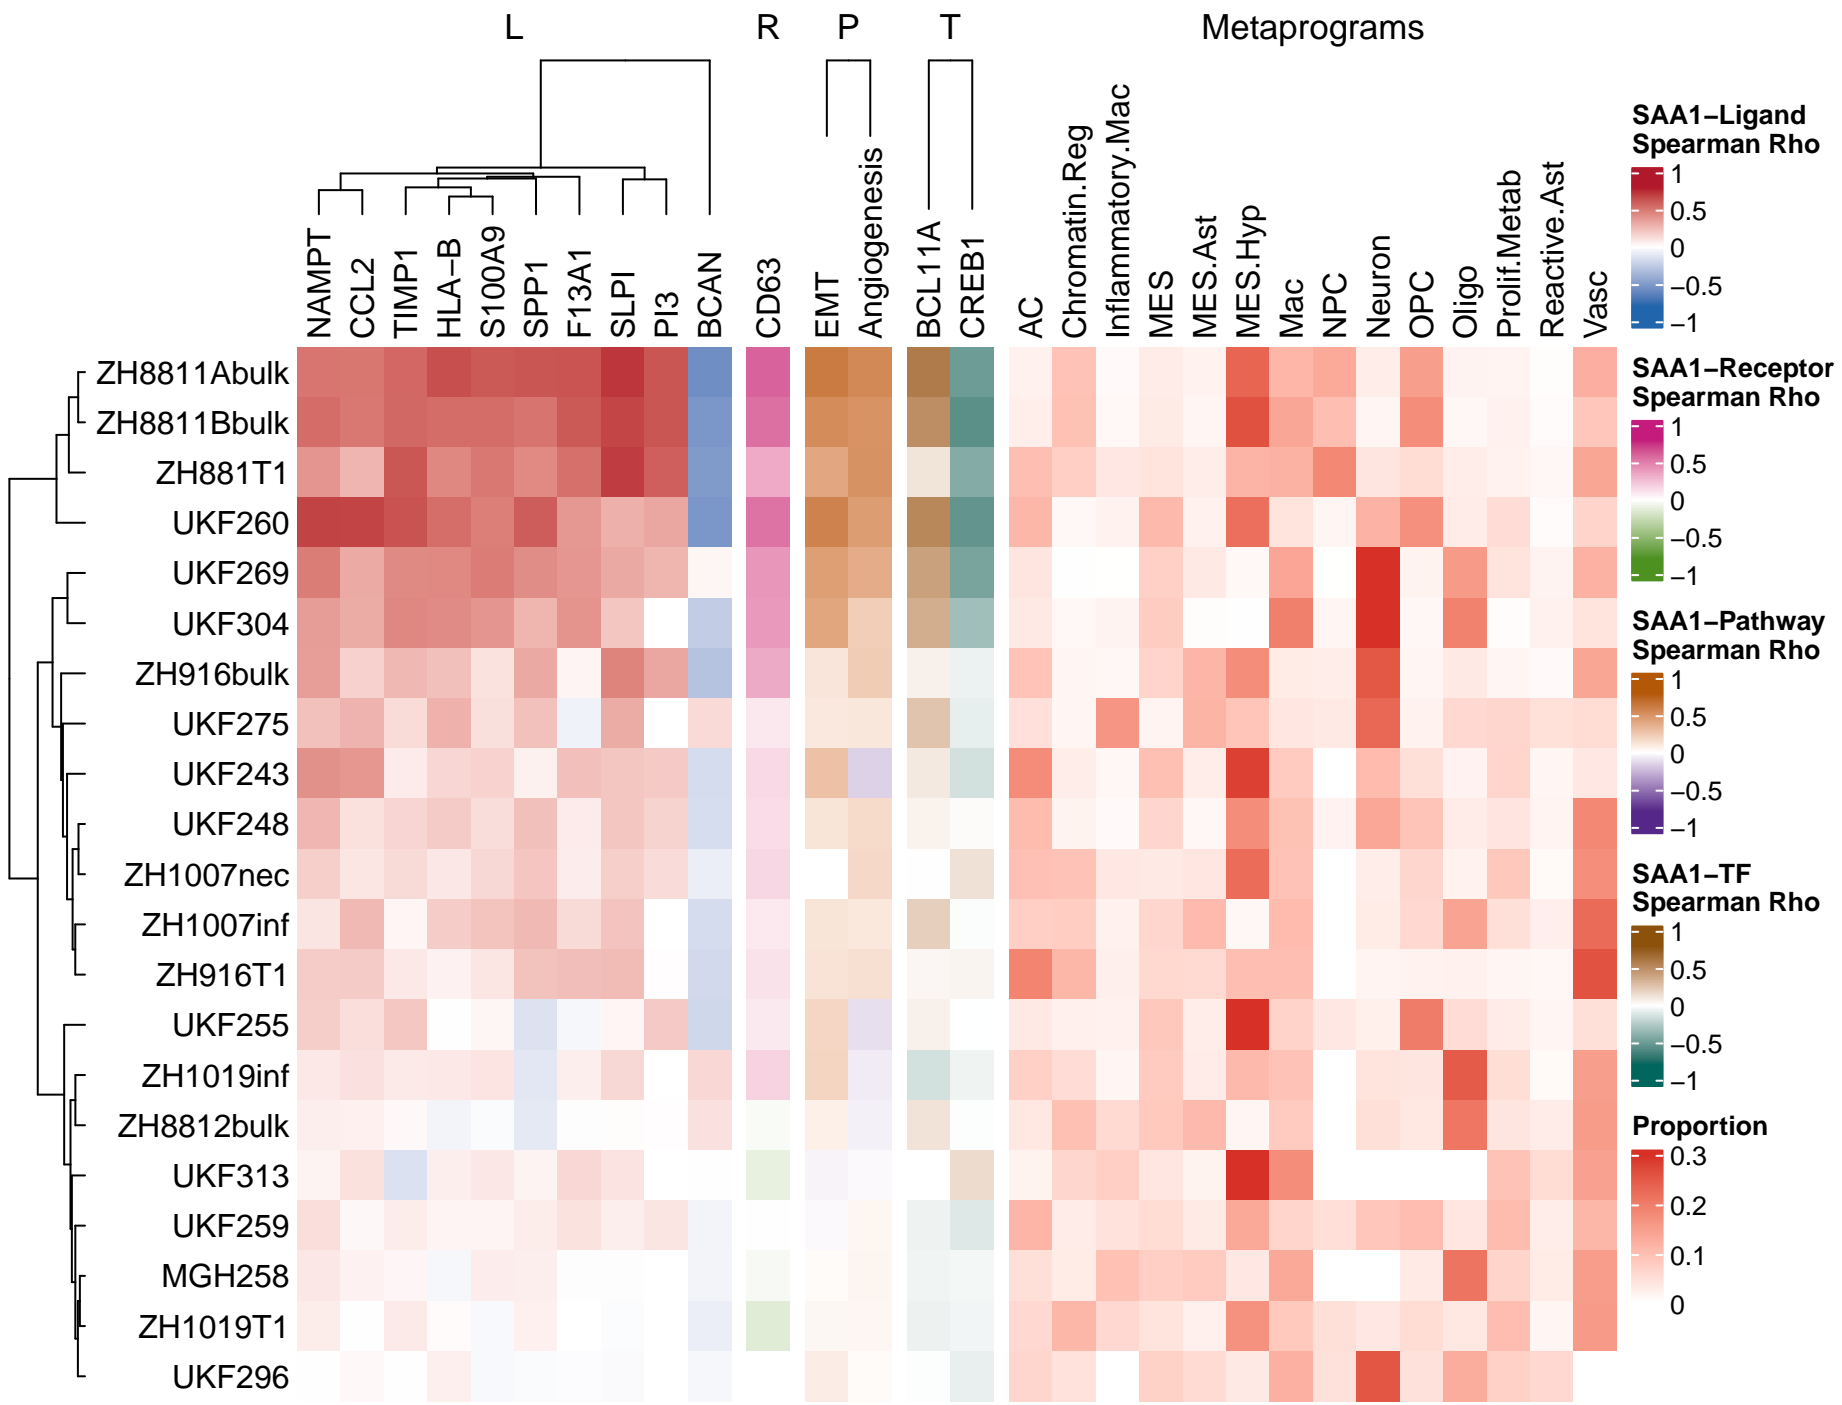 L R P T Metaprograms
NAMPT
CCL2
TIMP1
HLA−B
S100A9
SPP1
F13A1
SLPI
PI3
BCAN
CD63
EMT
Angiogenesis
BCL11A
CREB1
AC
Chromatin.Reg
Inflammatory.Mac
MES
MES.Ast
MES.Hyp
Mac
NPC
Neuron
OPC
Oligo
Prolif.Metab
Reactive.Ast
Vasc
ZH8811Abulk
ZH8811Bbulk
ZH881T1
UKF260
UKF269
UKF304
ZH916bulk
UKF275
UKF243
UKF248
ZH1007nec
ZH1007inf
ZH916T1
UKF255
ZH1019inf
ZH8812bulk
UKF313
UKF259
MGH258
ZH1019T1
UKF296
SAA1−Ligand
Spearman Rho
1
0.5
0
−0.5
−1
SAA1−Receptor
Spearman Rho
1
0.5
0
−0.5
−1
SAA1−Pathway
Spearman Rho
1
0.5
0
−0.5
−1
SAA1−TF
Spearman Rho
1
0.5
0
−0.5
−1
Proportion
0.3
0.2
0.1
0